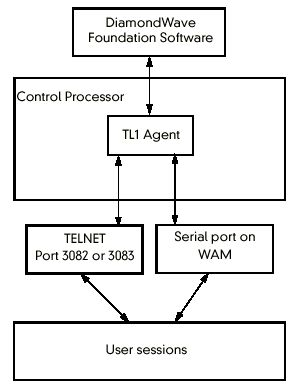 DiamondWave
Foundation Software
Control Processor
TL1 Agent
TELNET
Port 3082 or 3083
Serial port on
WAM
User sessions